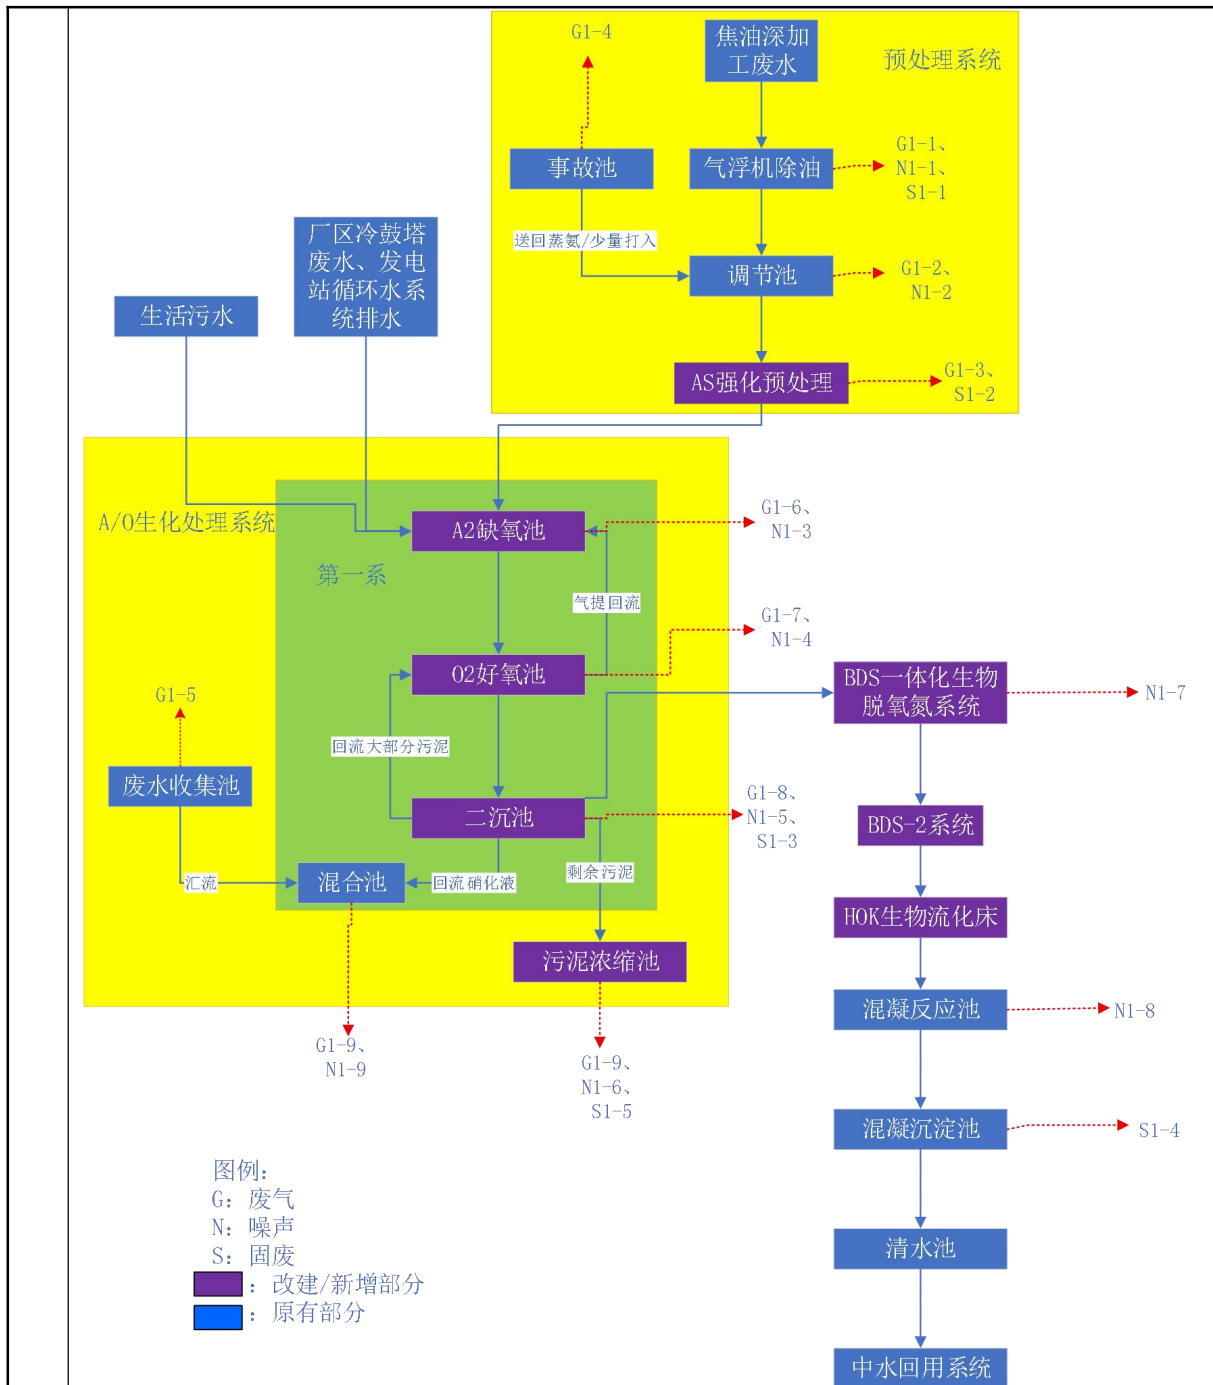 G1-4
焦油深加
工废水
预处理系统
事故池
气浮机除油
G1-1、
N1-1、
S1-1
送回蒸氨/少量打入
厂区冷鼓塔
废水、发电
站循环水系
统排水
调节池
G1-2、
N1-2
生活污水
AS强化预处理
G1-3、
S1-2
A/O生化处理系统
A2缺氧池
G1-6、
N1-3
第一系
气提回流
G1-7、
N1-4
O2好氧池
BDS一体化生物
脱氧氮系统
N1-7
G1-5
回流大部分污泥
废水收集池
二沉池
G1-8、
N1-5、
S1-3
BDS-2系统
剩余污泥
汇流
混合池
回流硝化液
HOK生物流化床
污泥浓缩池
混凝反应池
N1-8
G1-9、
N1-9
G1-9、
N1-6、
S1-5
混凝沉淀池
S1-4
图例:
G: 废气
N: 噪声
S: 固废
: 改建/新增部分
: 原有部分
清水池
中水回用系统